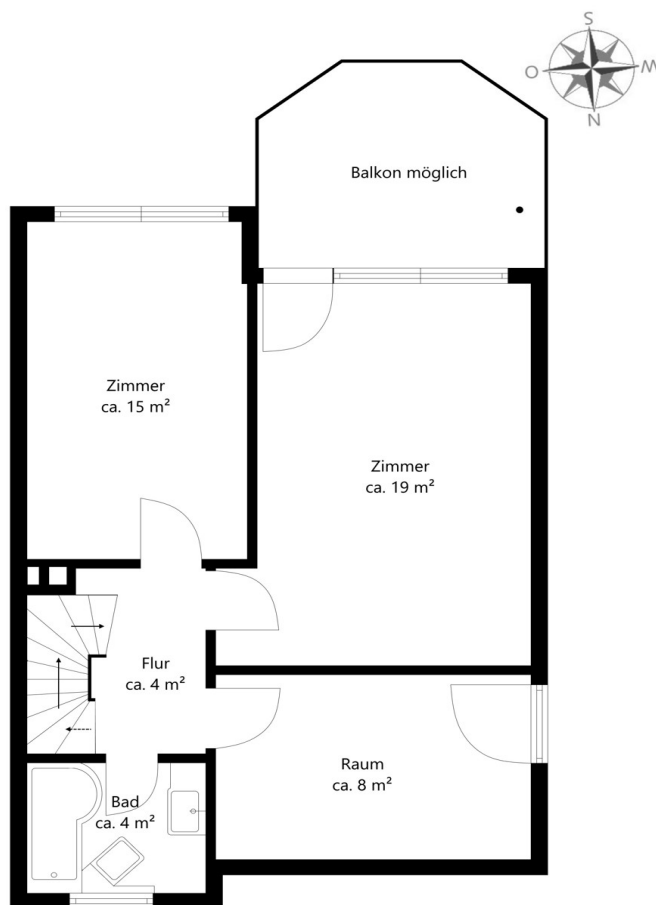 S
O W
N
Balkon möglich
Zimmer
ca. 15 m²
Zimmer
ca. 19 m²
Flur
ca. 4 m²
Raum
ca. 8 m²
Bad
ca. 4 m²